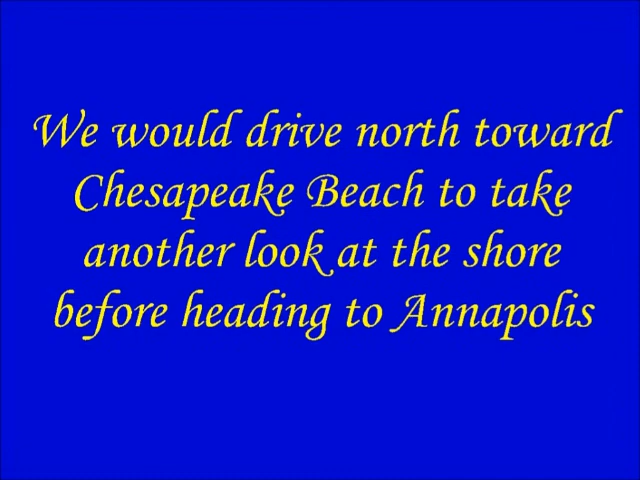 We would drive north toward
Chesapeake Beach to take
another look at the shore
before heading to Annapolis